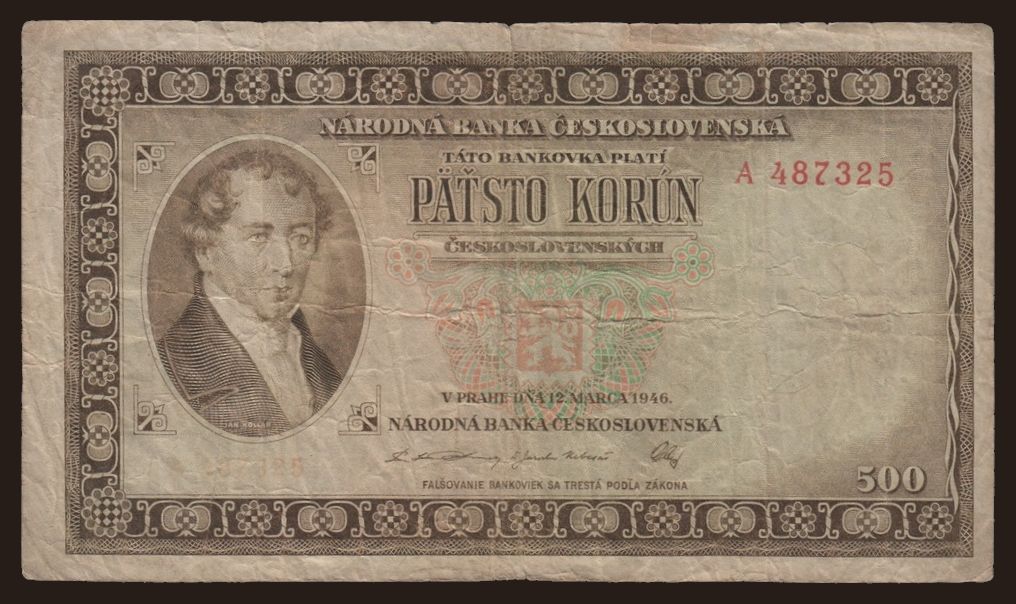 NÁRODNÁ BANKA ČESKOSLOVENSKÁ
TÁTO BANKOVKA PLATÍ
PÄŤSTO KORÚN
ČESKOSLOVENSKÝCH
A 487325
V PRAHE DŇA 12. MARCA 1946.
NÁRODNÁ BANKA ČESKOSLOVENSKÁ
FALŠOVANIE BANKOVIEK SA TRESTÁ PODĽA ZÁKONA
JÁN KOLLÁR
500